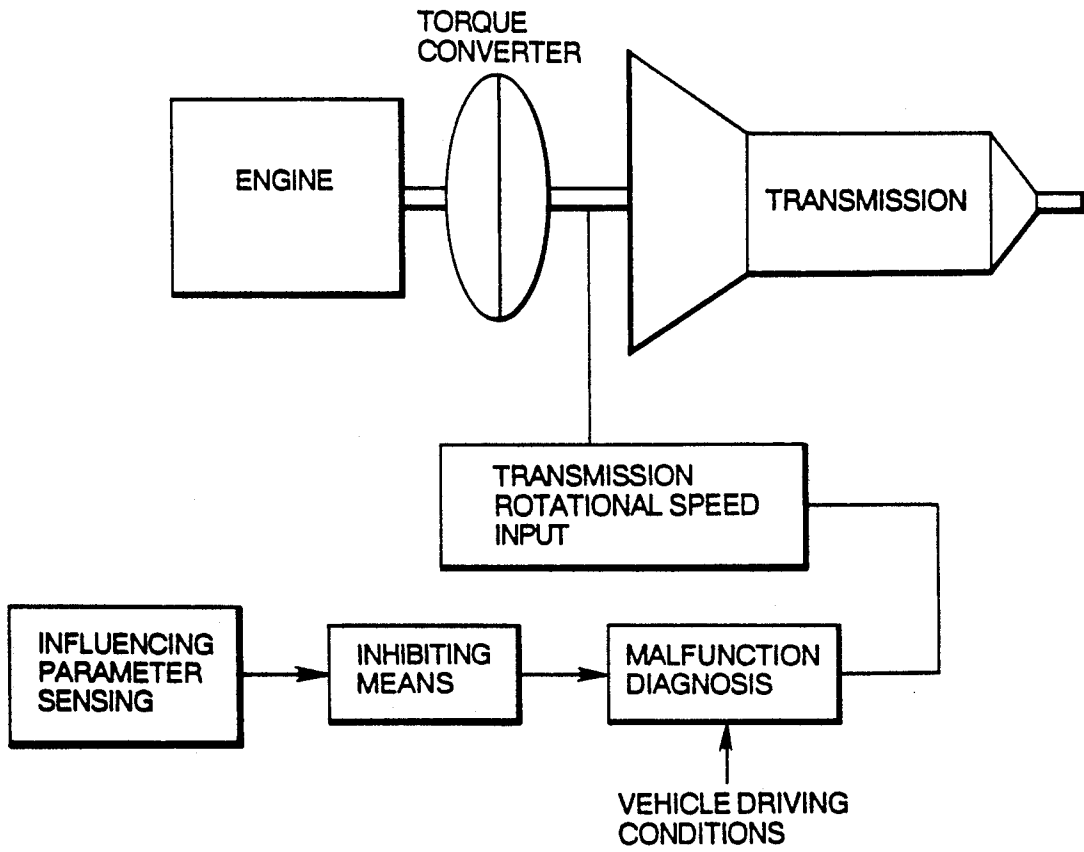 TORQUE
CONVERTER
ENGINE
TRANSMISSION
TRANSMISSION
ROTATIONAL SPEED
INPUT
INFLUENCING
PARAMETER
SENSING
INHIBITING
MEANS
MALFUNCTION
DIAGNOSIS
VEHICLE DRIVING
CONDITIONS